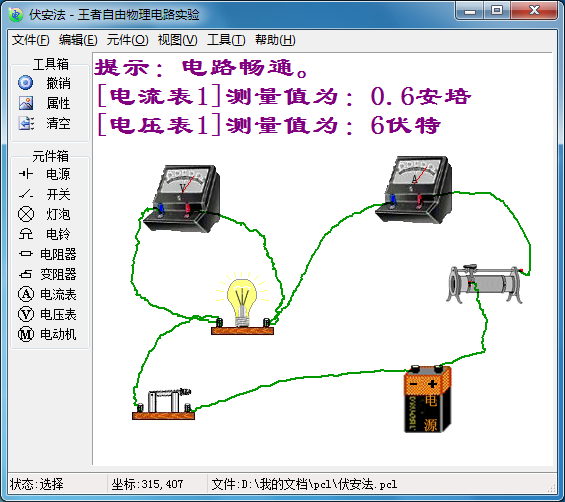 伏安法 - 王者自由物理电路实验
文件(F) 编辑(E) 元件(O) 视图(V) 工具(T) 帮助(H)
工具箱
撤销
属性
清空
元件箱
电源
开关
灯泡
电铃
电阻器
变阻器
A 电流表
V 电压表
M 电动机
提示：电路畅通。
[电流表1]测量值为：0.6安培
[电压表1]测量值为：6伏特
V
A
- +
电
源
状态:选择 坐标:315,407 文件:D:\我的文档\pcl\伏安法.pcl